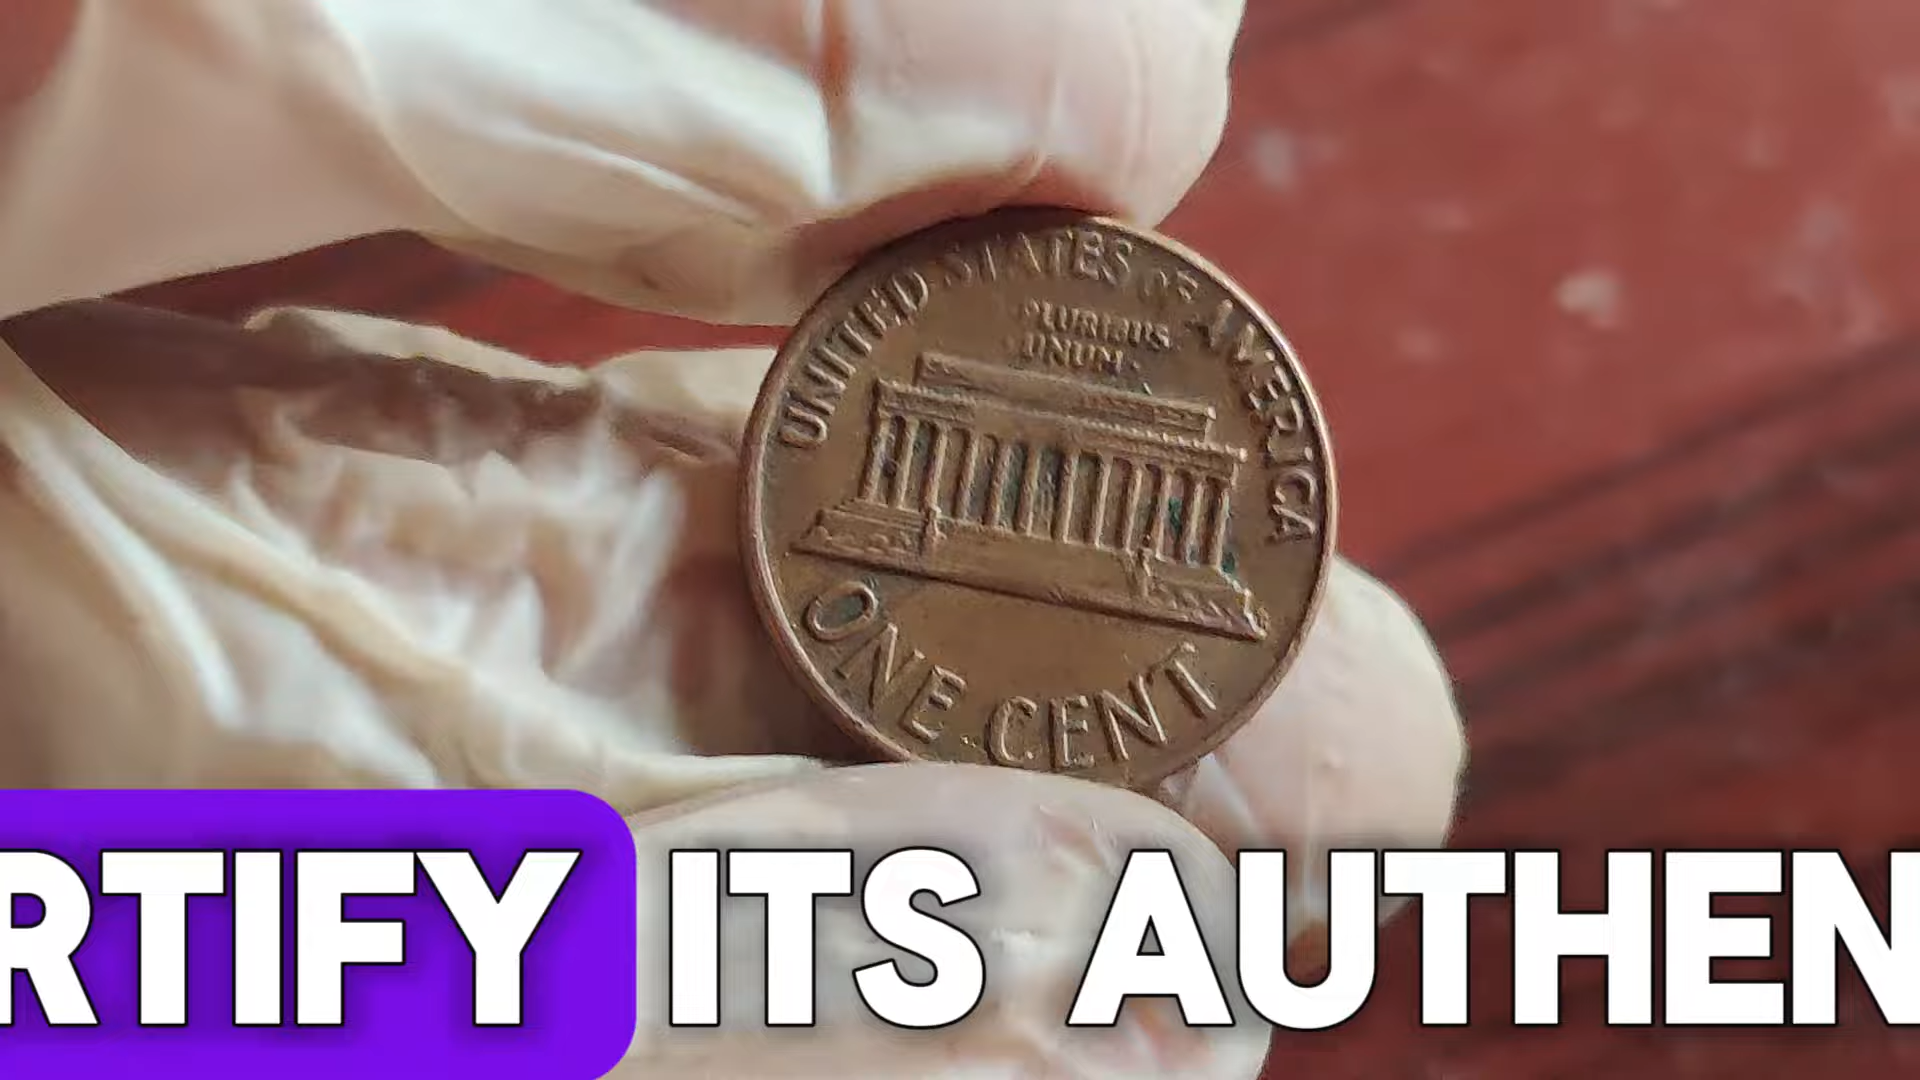 UNITED STATES OF AMERICA
PLURIBUS
UNUM
ONE CENT
RTIFY ITS AUTHEN